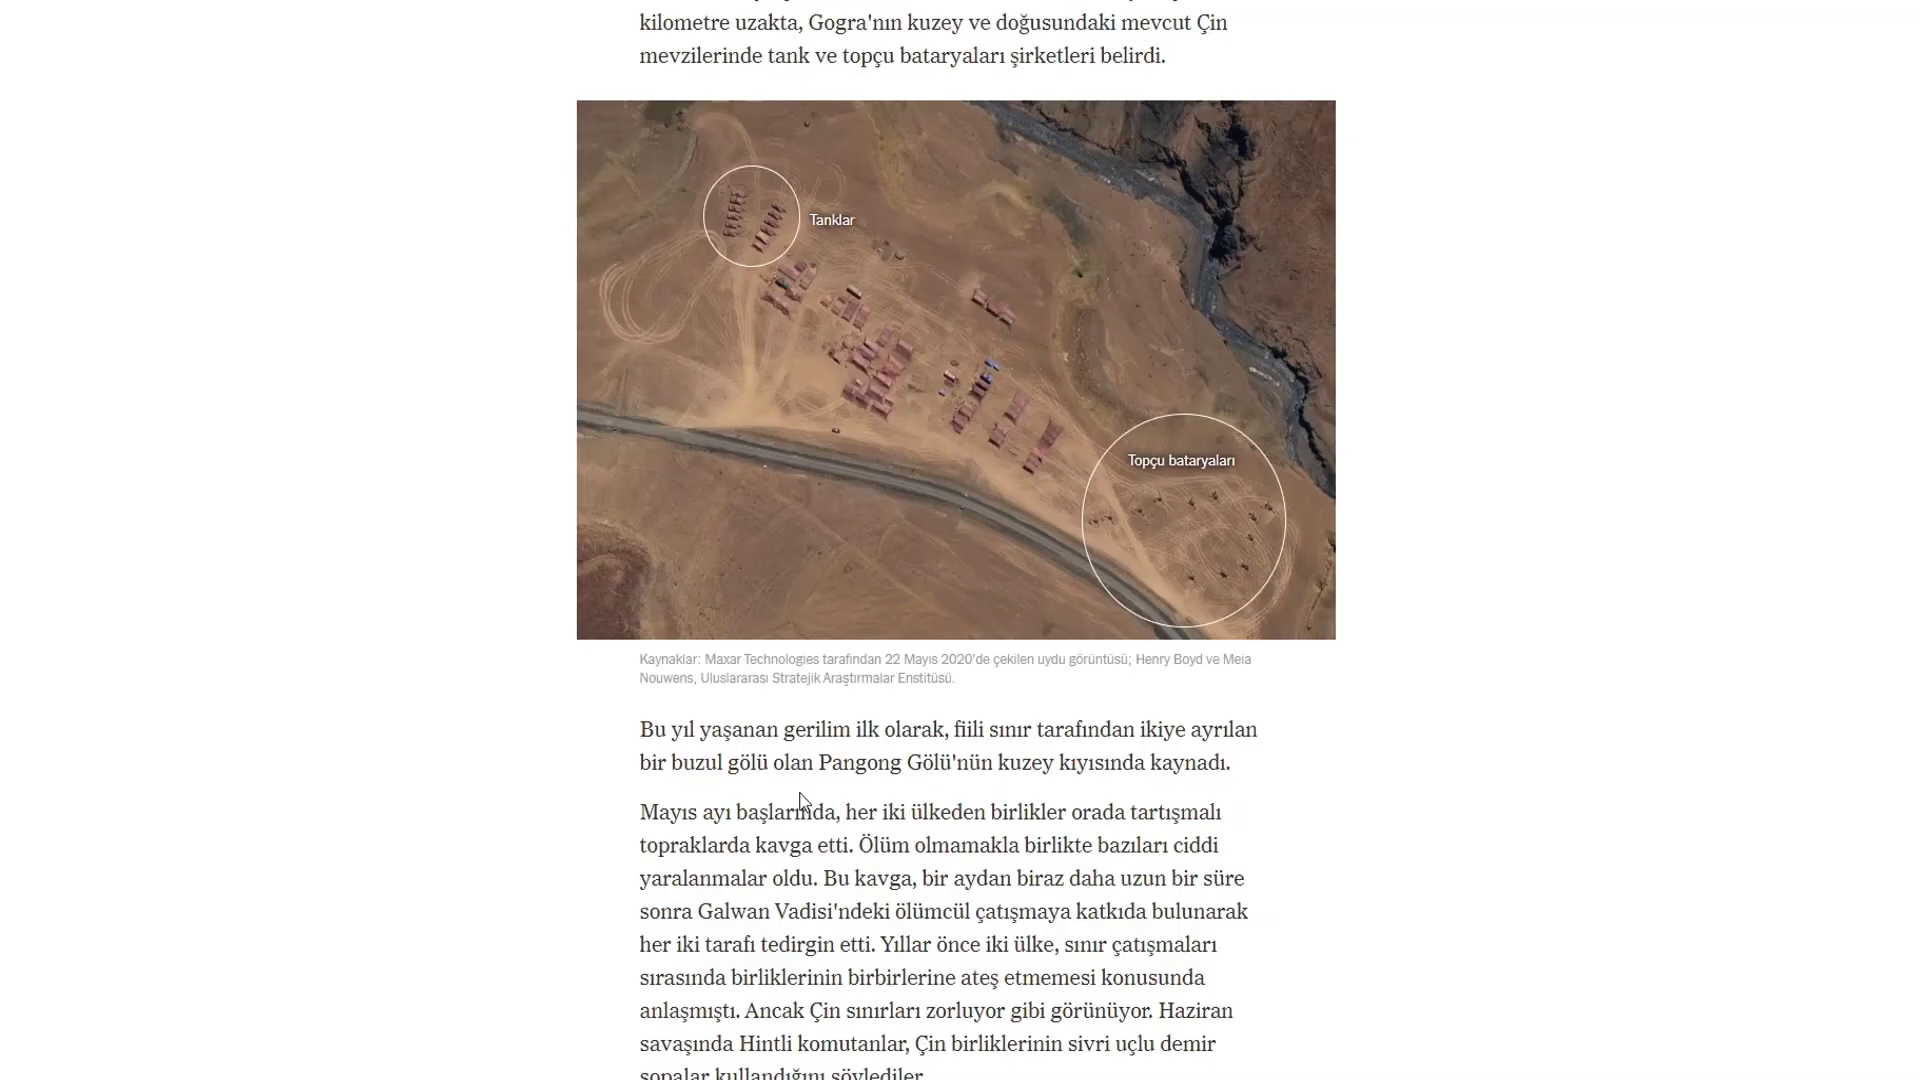 kilometre uzakta, Gogra'nın kuzey ve doğusundaki mevcut Çin
mevzilerinde tank ve topçu bataryaları şirketleri belirdi.
Tanklar
Topçu bataryaları
Kaynaklar: Maxar Technologies tarafından 22 Mayıs 2020'de çekilen uydu görüntüsü; Henry Boyd ve Meia
Nouwens, Uluslararası Stratejik Araştırmalar Enstitüsü.
Bu yıl yaşanan gerilim ilk olarak, fiili sınır tarafından ikiye ayrılan
bir buzul gölü olan Pangong Gölü'nün kuzey kıyısında kaynadı.
Mayıs ayı başlarında, her iki ülkeden birlikler orada tartışmalı
topraklarda kavga etti. Ölüm olmamakla birlikte bazıları ciddi
yaralanmalar oldu. Bu kavga, bir aydan biraz daha uzun bir süre
sonra Galwan Vadisi'ndeki ölümcül çatışmaya katkıda bulunarak
her iki tarafı tedirgin etti. Yıllar önce iki ülke, sınır çatışmaları
sırasında birliklerinin birbirlerine ateş etmemesi konusunda
anlaşmıştı. Ancak Çin sınırları zorluyor gibi görünüyor. Haziran
savaşında Hintli komutanlar, Çin birliklerinin sivri uçlu demir
sopalar kullandığını söylediler.